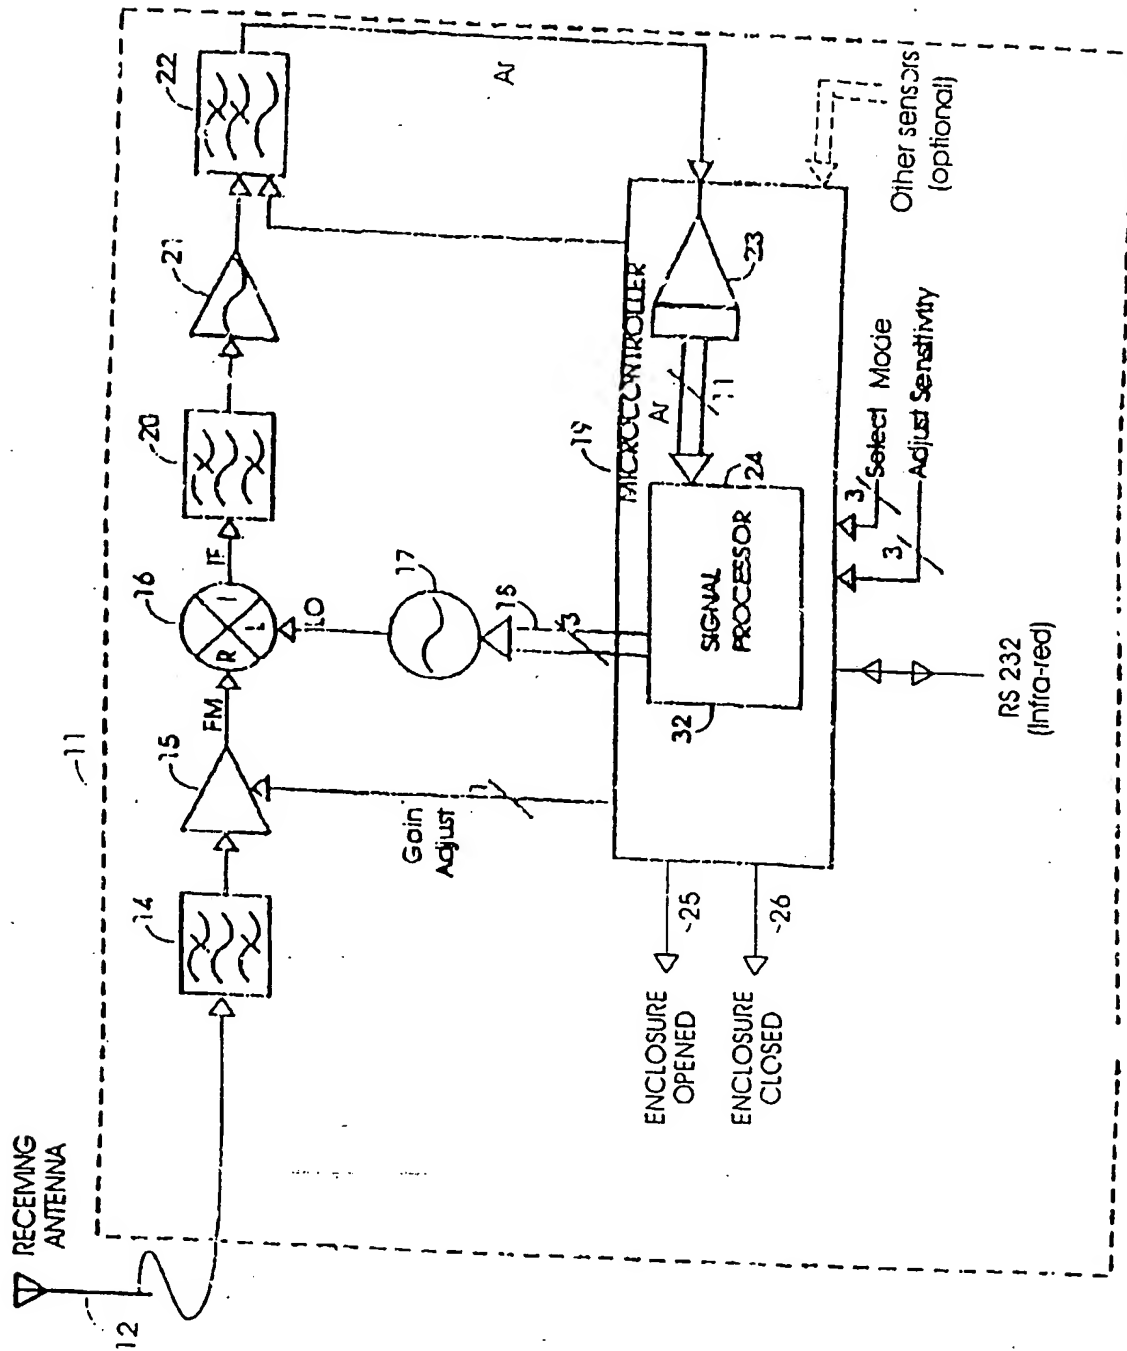 RECEIVING
ANTENNA
12
11
14
15
FM
16
R
I
L
IF
20
21
22
LO
17
18
3
Gain
Adjust
n
Ar
19
MICROCONTROLLER
Ar
11
23
24
SIGNAL
PROCESSOR
32
ENCLOSURE
OPENED
25
ENCLOSURE
CLOSED
26
RS 232
(Infra-red)
3
Select Mode
3
Adjust Sensitivity
Other sensors
(optional)